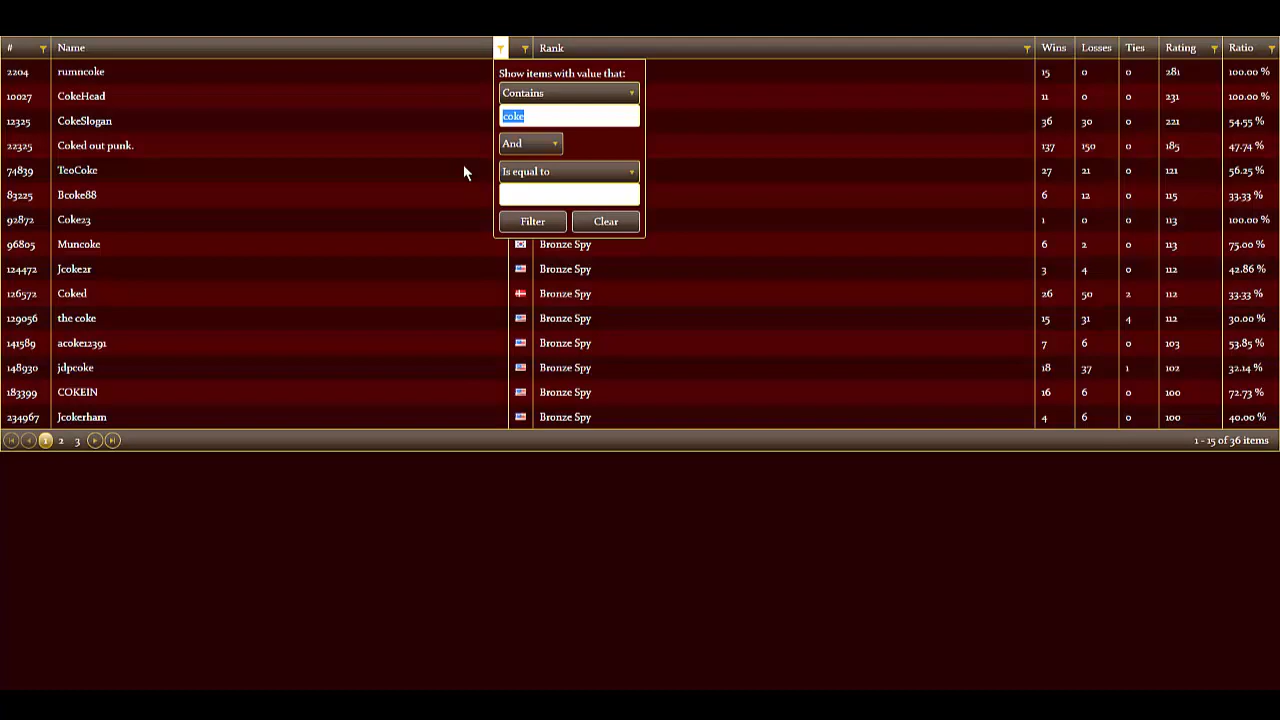 # Name Rank Wins Losses Ties Rating Ratio
2204 rumncoke 15 0 0 281 100.00 %
Show items with value that:
10027 CokeHead 11 0 0 231 100.00 %
Contains
12325 CokeSlogan 36 30 0 221 54.55 %
coke
22325 Coked out punk. 137 150 0 185 47.74 %
And
74839 TeoCoke 27 21 0 121 56.25 %
Is equal to
83225 Bcoke88 6 12 0 115 33.33 %
92872 Coke23 1 0 0 113 100.00 %
Filter Clear
96805 Muncoke Bronze Spy 6 2 0 113 75.00 %
124472 Jcoke2r Bronze Spy 3 4 0 112 42.86 %
126572 Coked Bronze Spy 26 50 2 112 33.33 %
129056 the coke Bronze Spy 15 31 4 112 30.00 %
141589 acoke12391 Bronze Spy 7 6 0 103 53.85 %
148930 jdpcoke Bronze Spy 18 37 1 102 32.14 %
183399 COKEIN Bronze Spy 16 6 0 100 72.73 %
234967 Jcokerham Bronze Spy 4 6 0 100 40.00 %
1 2 3 1 - 15 of 36 items